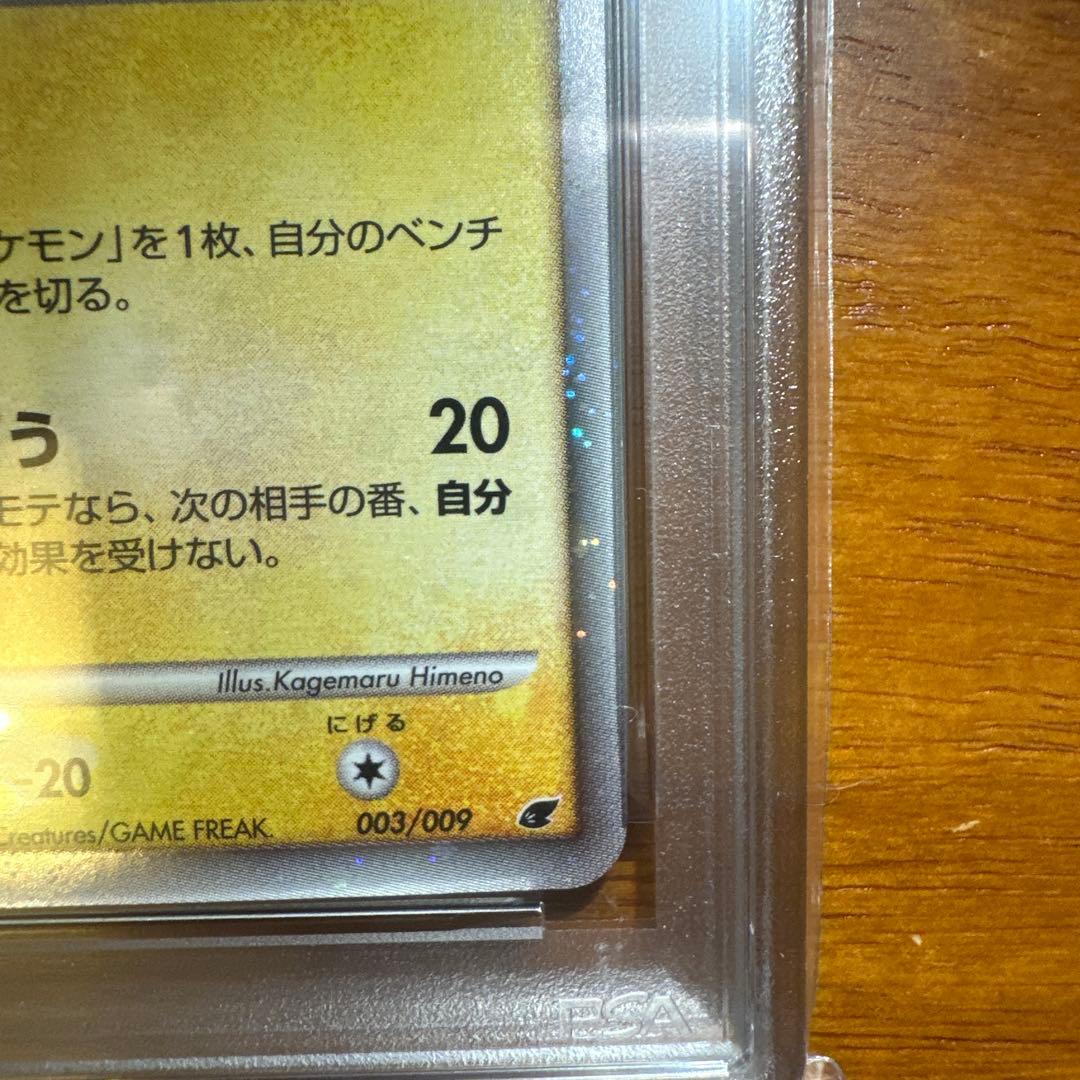 ケモン」を1枚、自分のベンチ
を切る。
う 20
モテなら、次の相手の番、自分
効果を受けない。
Illus.Kagemaru Himeno
にげる
-20
Creatures/GAME FREAK.
003/009
PSA